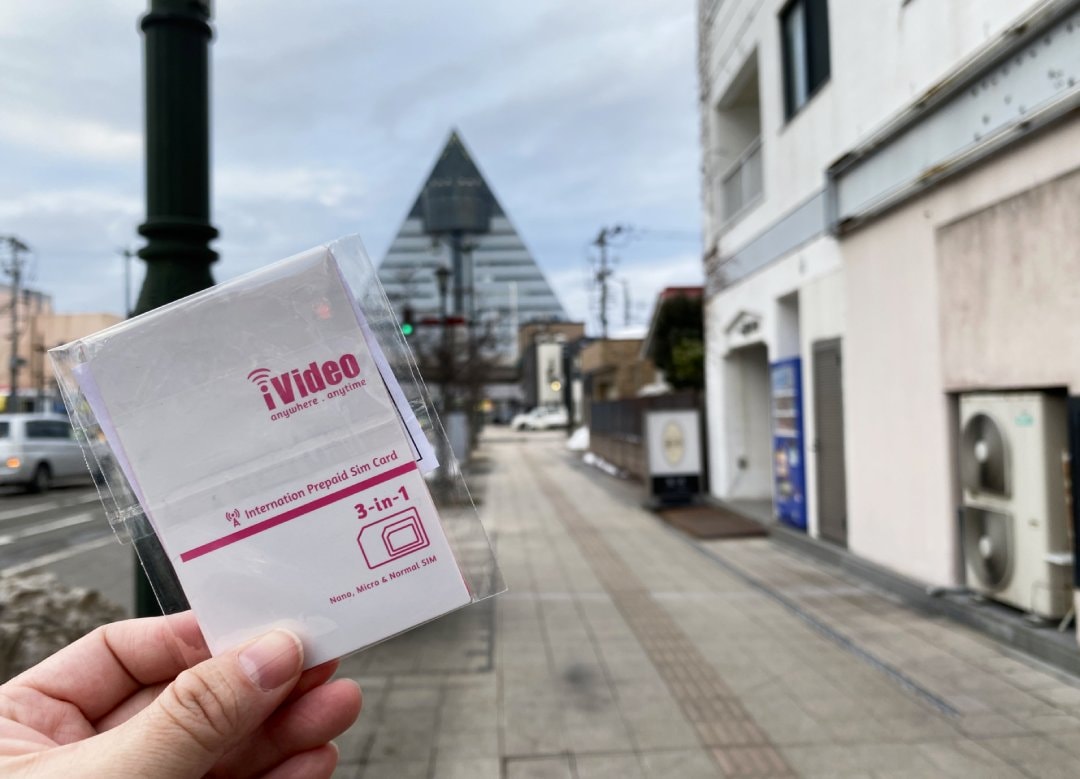 iVideo
anywhere . anytime
Internation Prepaid Sim Card
3-in-1
Nano, Micro & Normal SIM